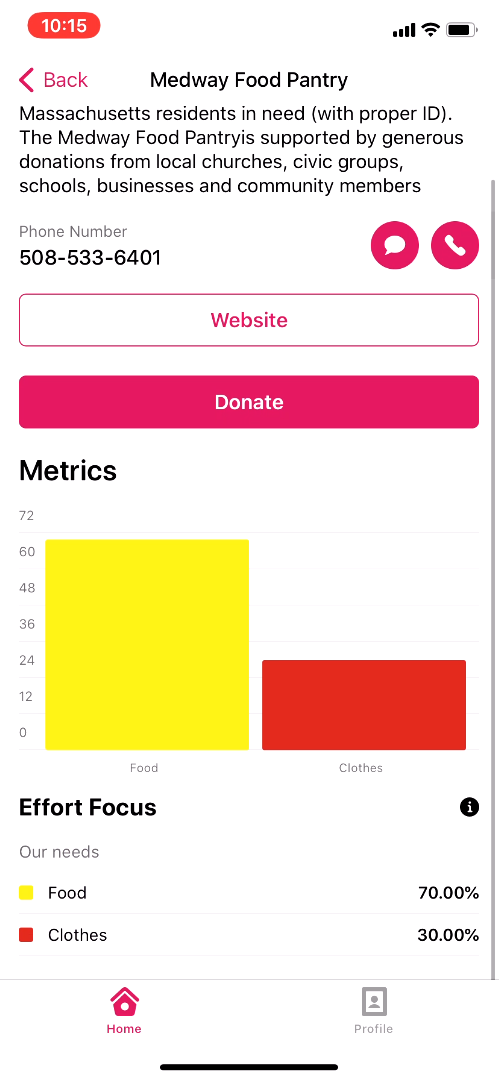 10:15
Back
Medway Food Pantry
Massachusetts residents in need (with proper ID).
The Medway Food Pantryis supported by generous
donations from local churches, civic groups,
schools, businesses and community members
Phone Number
508-533-6401
Website
Donate
Metrics
72
60
48
36
24
12
0
Food
Clothes
Effort Focus
Our needs
Food
70.00%
Clothes
30.00%
Home
Profile